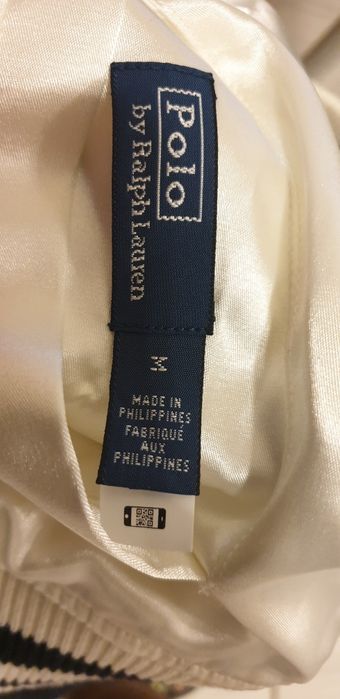 Polo
by Ralph Lauren
M
MADE IN
PHILIPPINES
FABRIQUÉ
AUX
PHILIPPINES